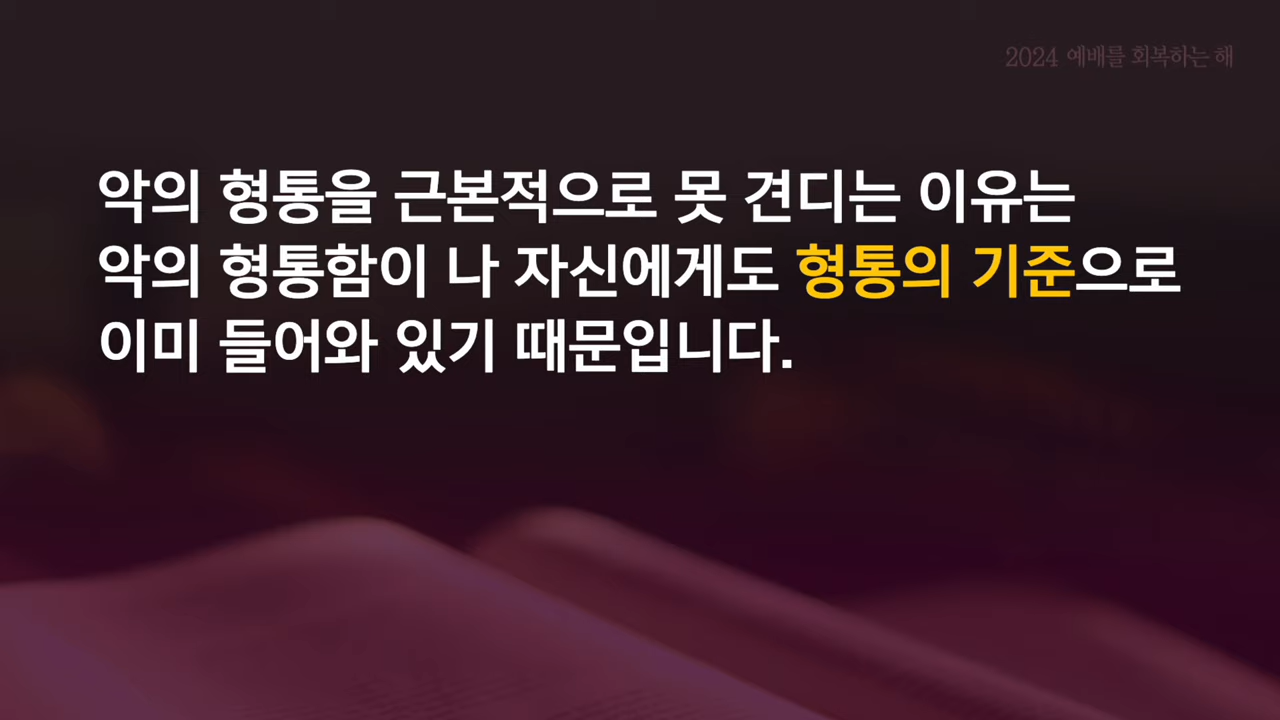 2024 예배를 회복하는 해
악의 형통을 근본적으로 못 견디는 이유는
악의 형통함이 나 자신에게도 형통의 기준으로
이미 들어와 있기 때문입니다.